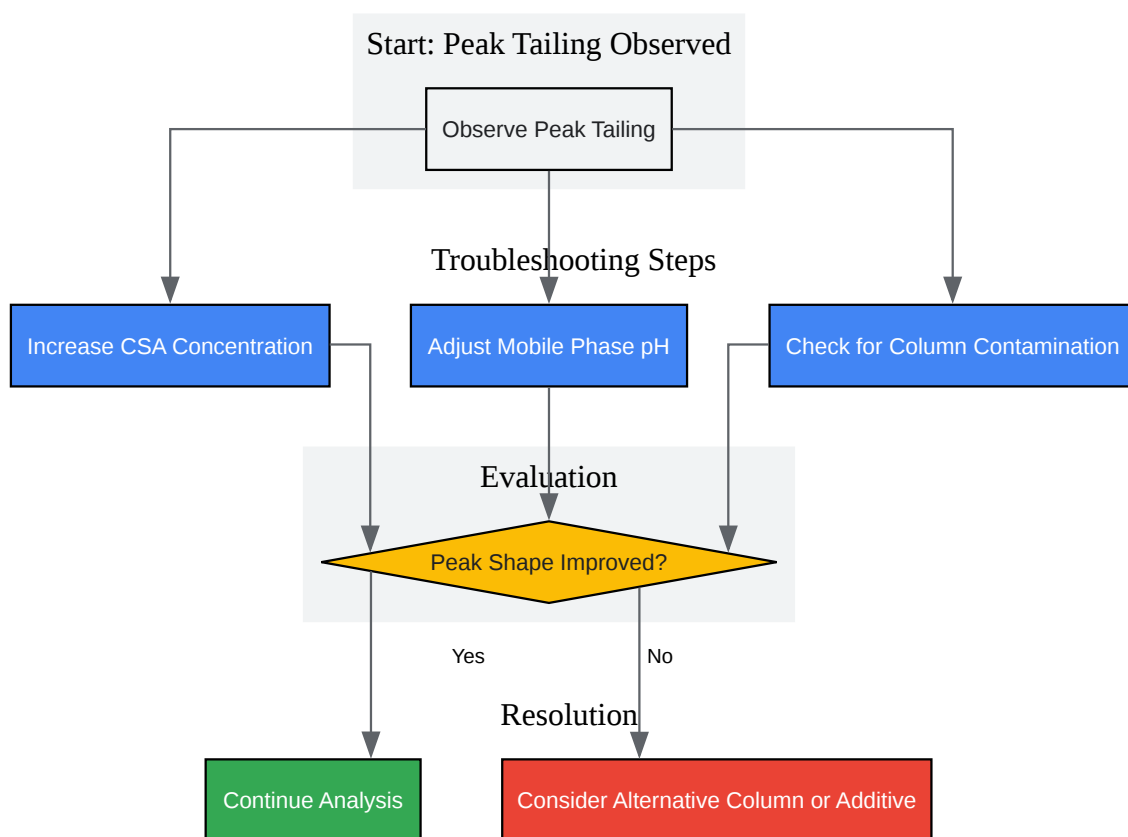 Start: Peak Tailing Observed
Observe Peak Tailing
Troubleshooting Steps
Increase CSA Concentration
Adjust Mobile Phase pH
Check for Column Contamination
Evaluation
Peak Shape Improved?
Yes
No
Resolution
Continue Analysis
Consider Alternative Column or Additive